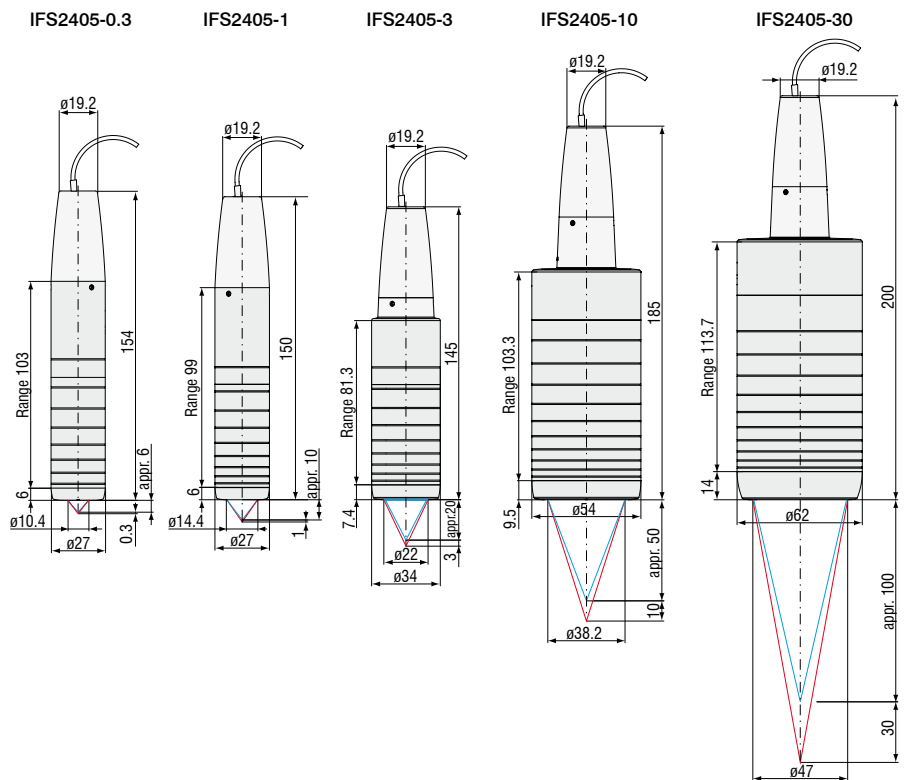 IFS2405-0.3
IFS2405-1
IFS2405-3
IFS2405-10
IFS2405-30
ø19.2
154
Range 103
6
appr. 6
0.3
ø10.4
ø27
ø19.2
150
Range 99
6
appr. 10
1
ø14.4
ø27
ø19.2
145
Range 81.3
7.4
appr.20
3
ø22
ø34
ø19.2
185
Range 103.3
9.5
ø54
appr. 50
10
ø38.2
ø19.2
200
Range 113.7
14
ø62
appr. 100
30
ø47